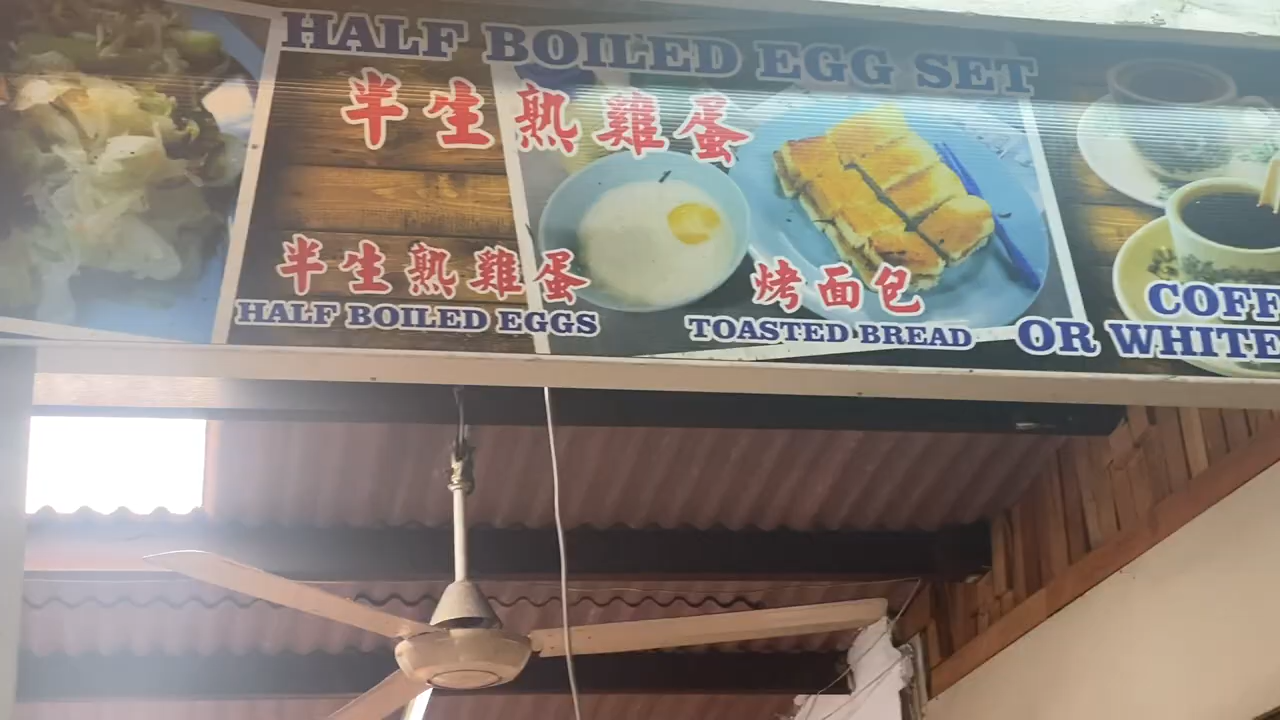 HALF BOILED EGG SET
半生熟雞蛋
半生熟雞蛋
HALF BOILED EGGS
烤面包
TOASTED BREAD
COFF
OR WHITE